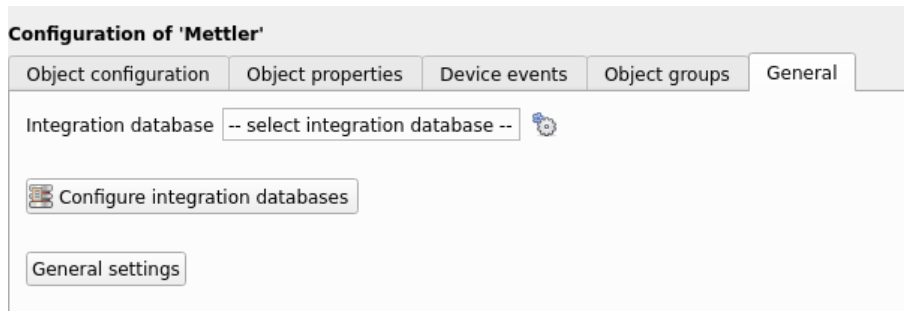 Configuration of 'Mettler'
Object configuration Object properties Device events Object groups General
Integration database -- select integration database --
Configure integration databases
General settings